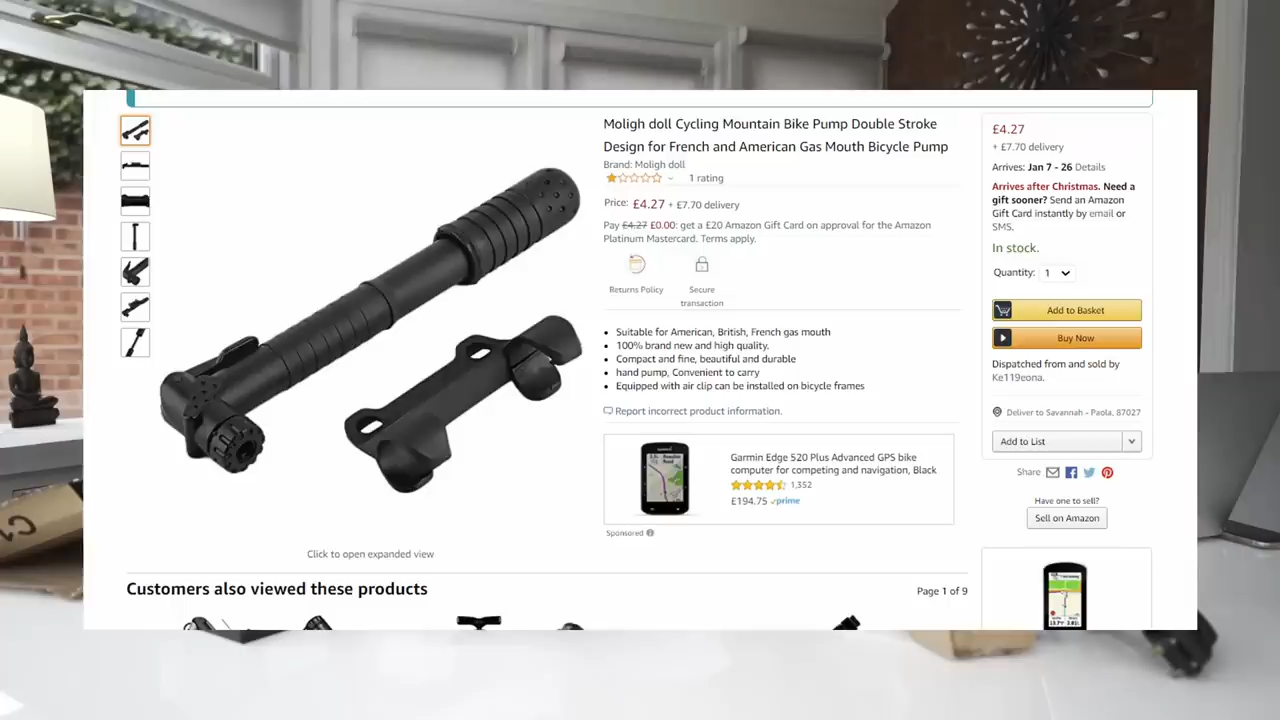 Moligh doll Cycling Mountain Bike Pump Double Stroke
Design for French and American Gas Mouth Bicycle Pump
Brand: Moligh doll
1 rating
Price: £4.27 + £7.70 delivery
Pay £4.27 £0.00: get a £20 Amazon Gift Card on approval for the Amazon
Platinum Mastercard. Terms apply.
Returns Policy
Secure
transaction
Suitable for American, British, French gas mouth
100% brand new and high quality.
Compact and fine, beautiful and durable
hand pump, Convenient to carry
Equipped with air clip can be installed on bicycle frames
Report incorrect product information.
GARMIN
Garmin Edge 520 Plus Advanced GPS bike
computer for competing and navigation, Black
1,352
£194.75 prime
Sponsored
Click to open expanded view
£4.27
+ £7.70 delivery
Arrives: Jan 7 - 26 Details
Arrives after Christmas. Need a
gift sooner? Send an Amazon
Gift Card instantly by email or
SMS.
In stock.
Quantity: 1
Add to Basket
Buy Now
Dispatched from and sold by
Ke119eona.
Deliver to Savannah - Paola, 87027
Add to List
Share
Have one to sell?
Sell on Amazon
Customers also viewed these products
Page 1 of 9